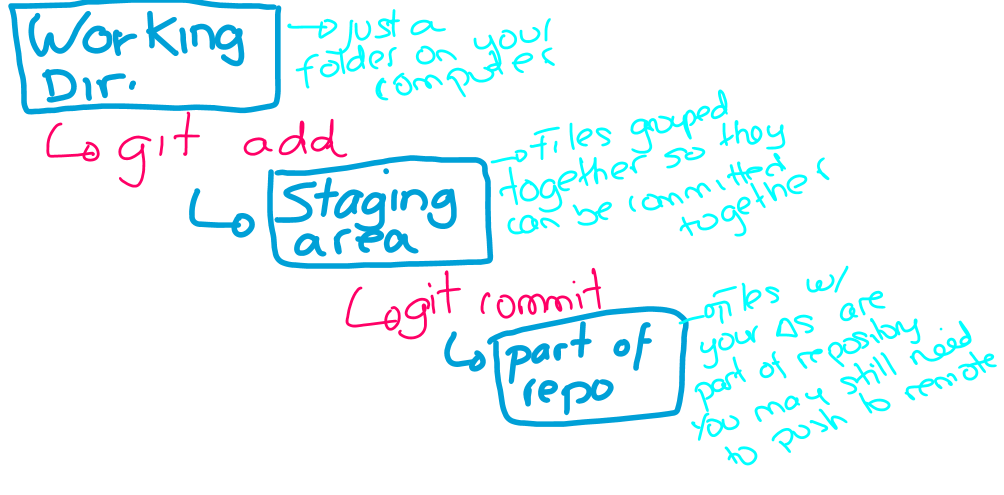 Working
Dir.
→ just a
folder on your
computer
↳ git add
→ Files grouped
together so they
can be committed
together
↳ Staging
area
↳ git commit
→ Files w/
your Δs are
part of repository
You may still need
to push to remote
↳ part of
repo